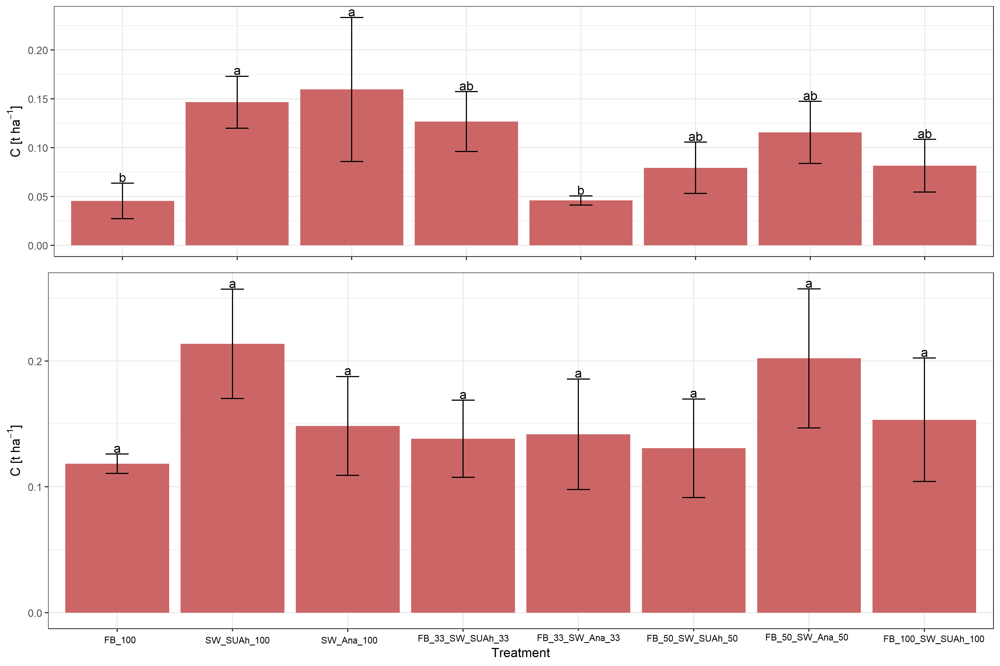 a
a
ab
ab
ab
ab
b
b
0.20
0.15
0.10
0.05
0.00
C [t ha⁻¹]
a
a
a
a
a
a
a
a
0.2
0.1
0.0
C [t ha⁻¹]
FB_100
SW_SUAh_100
SW_Ana_100
FB_33_SW_SUAh_33
FB_33_SW_Ana_33
FB_50_SW_SUAh_50
FB_50_SW_Ana_50
FB_100_SW_SUAh_100
Treatment